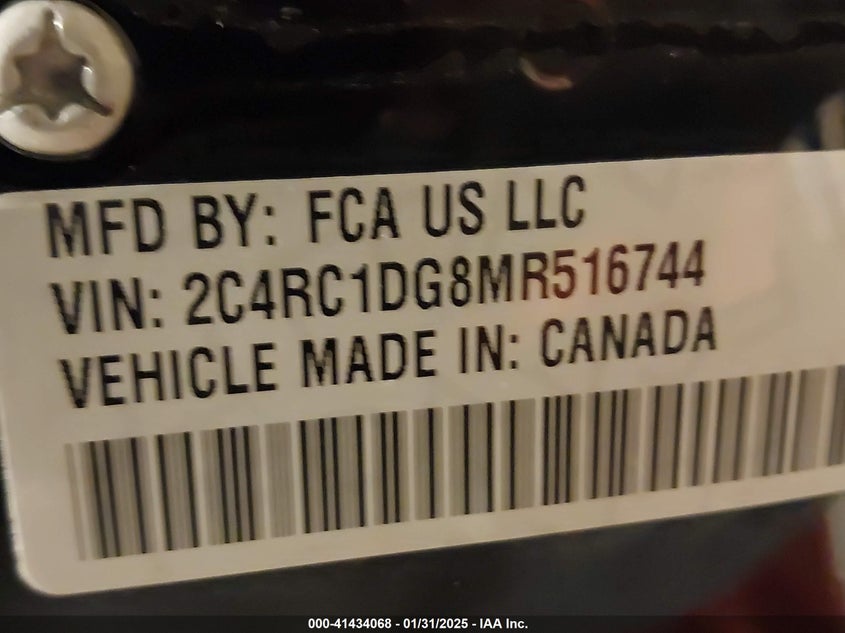 MFD BY: FCA US LLC
VIN: 2C4RC1DG8MR516744
VEHICLE MADE IN: CANADA
000-41434068 - 01/31/2025 - IAA Inc.